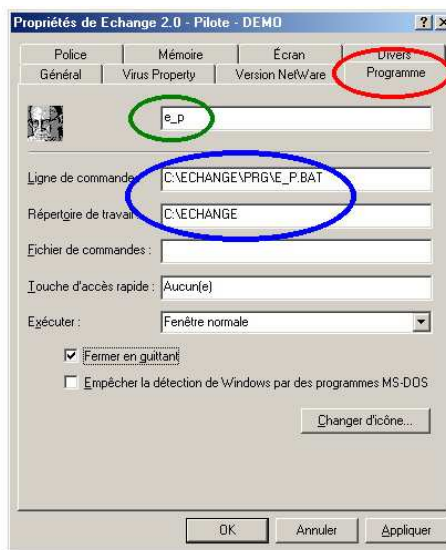 Propriétés de Echange 2.0 - Pilote - DEMO
Police Mémoire Écran Divers
Général Virus Property Version NetWare Programme
e_p
Ligne de commande : C:\ECHANGE\PRG\E_P.BAT
Répertoire de travail : C:\ECHANGE
Fichier de commandes :
Touche d'accès rapide : Aucun(e)
Exécuter : Fenêtre normale
Fermer en quittant
Empêcher la détection de Windows par des programmes MS-DOS
Changer d'icône...
OK Annuler Appliquer